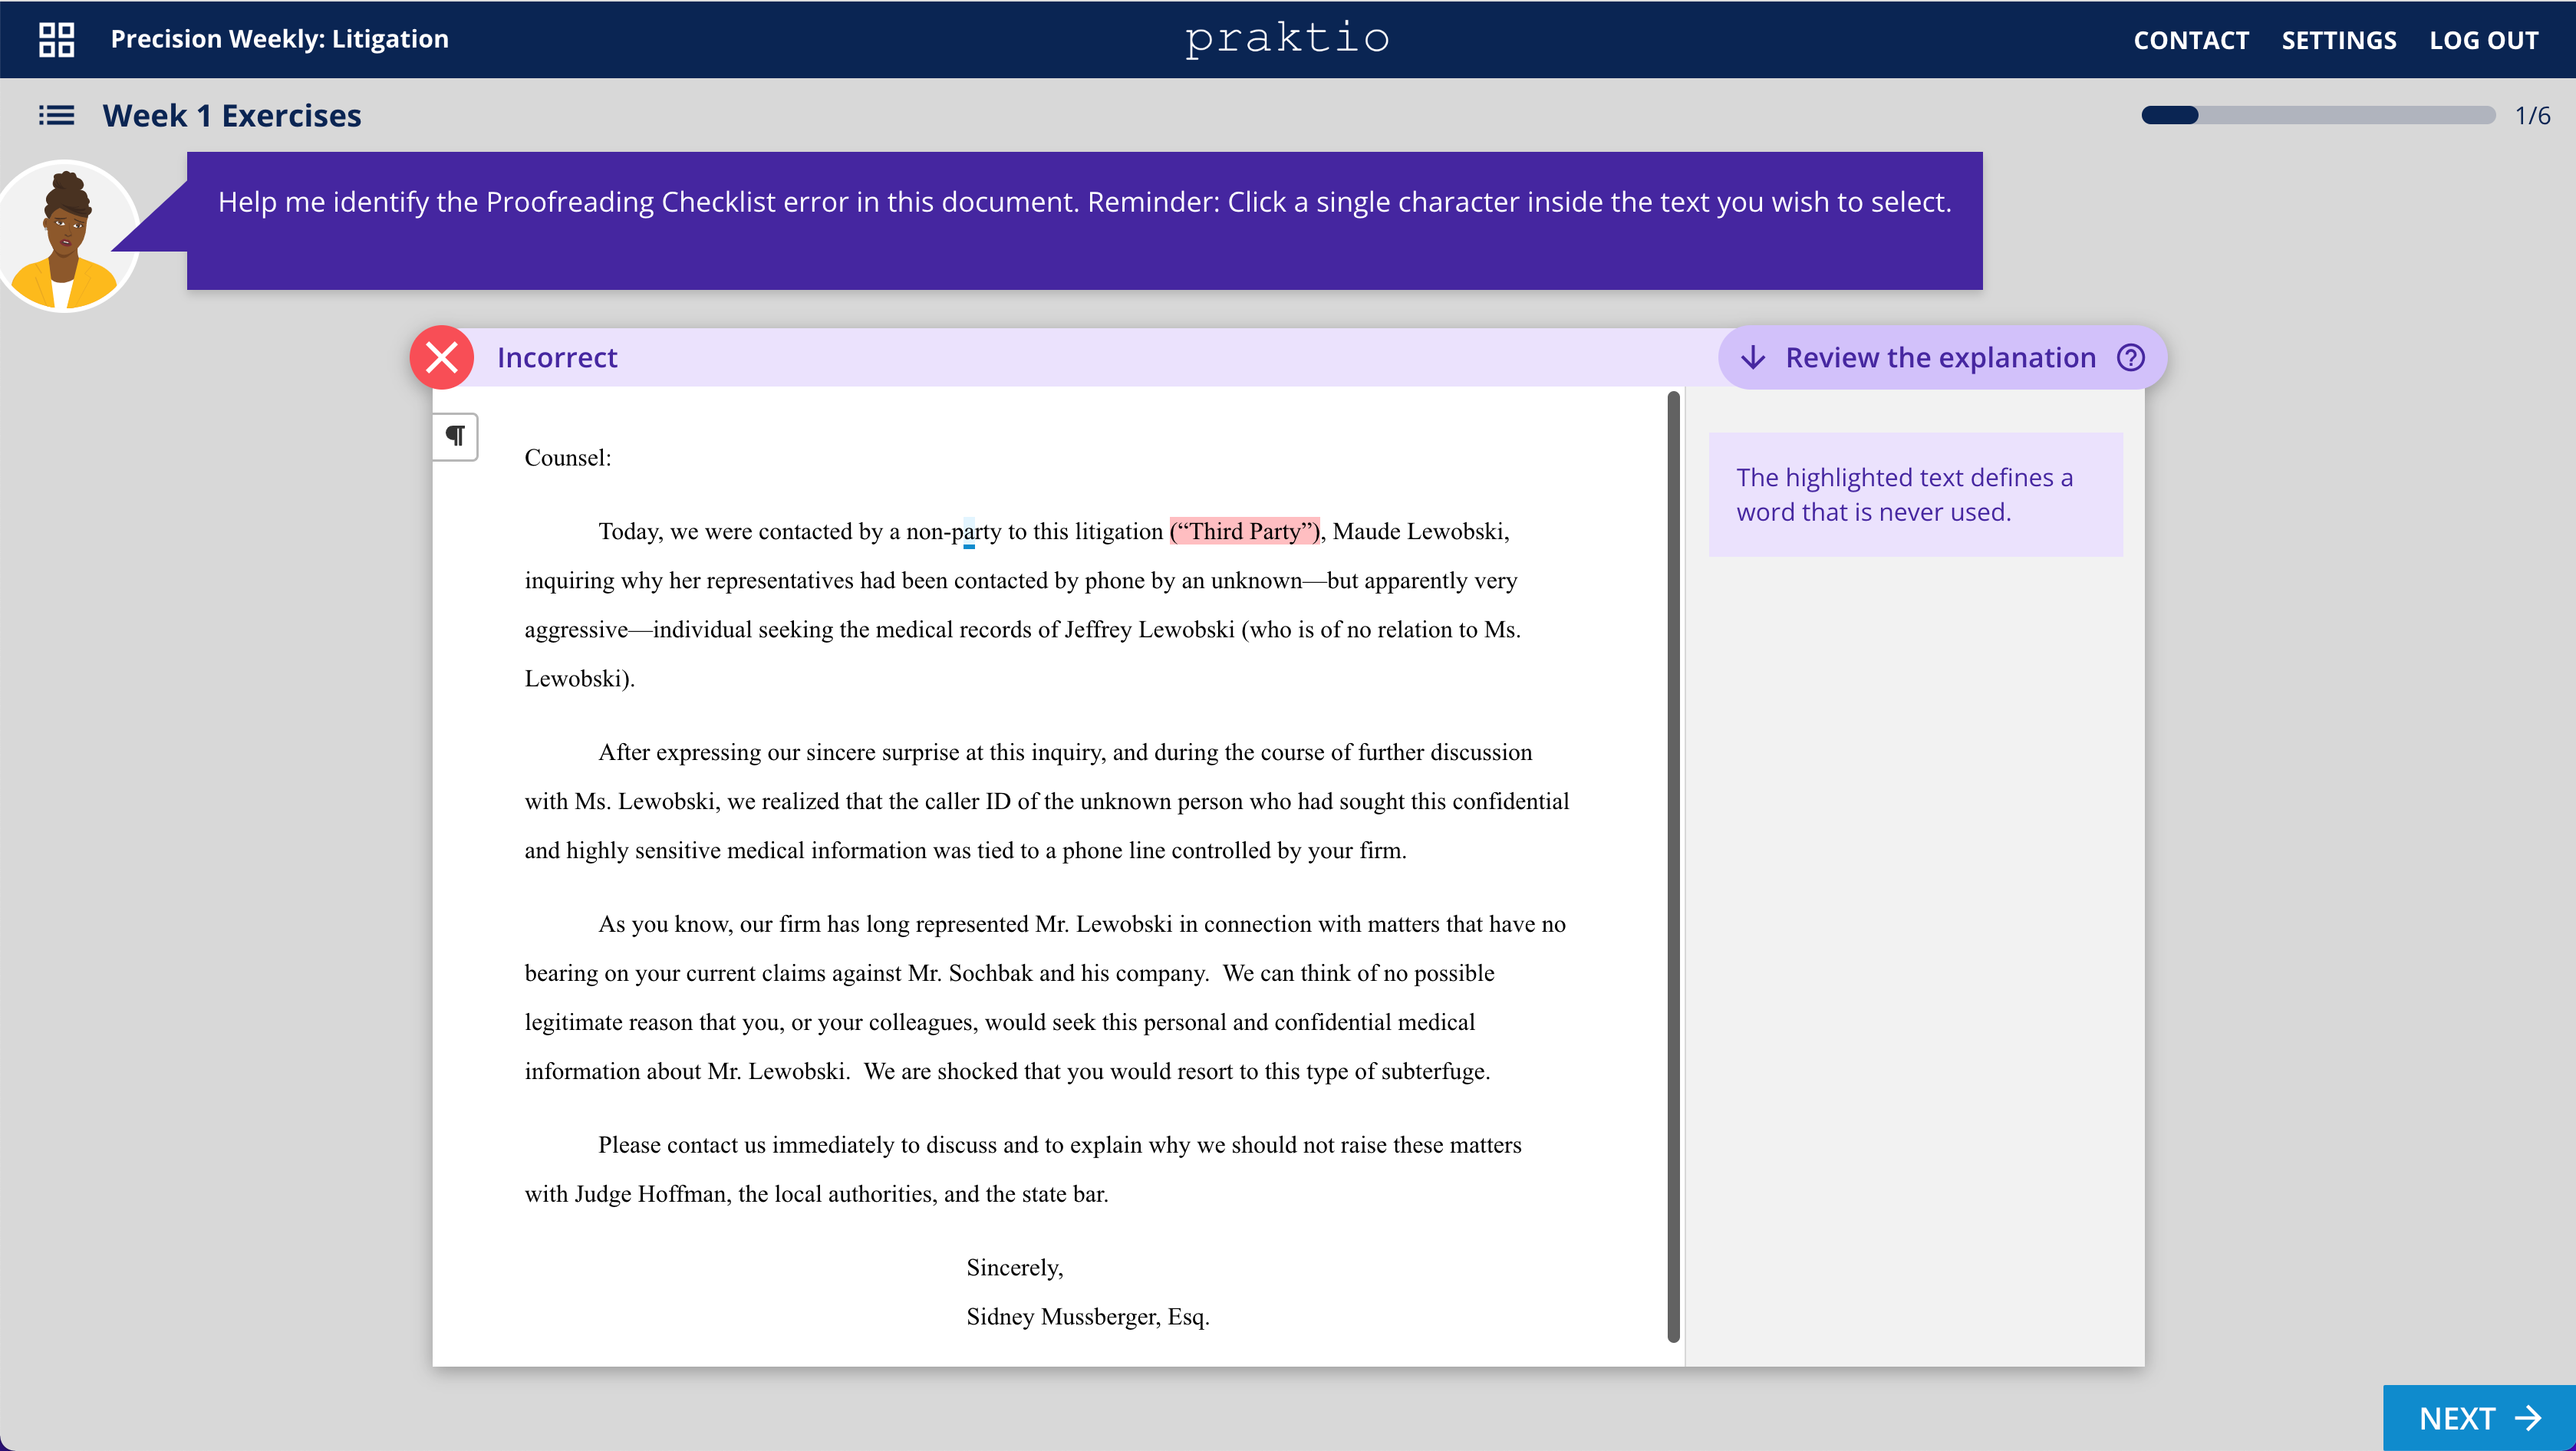 Precision Weekly: Litigation
praktio
CONTACT SETTINGS LOG OUT
Week 1 Exercises
1/6
Help me identify the Proofreading Checklist error in this document. Reminder: Click a single character inside the text you wish to select.
Incorrect
Review the explanation
¶
Counsel:
Today, we were contacted by a non-party to this litigation (“Third Party”), Maude Lewobski,
inquiring why her representatives had been contacted by phone by an unknown—but apparently very
aggressive—individual seeking the medical records of Jeffrey Lewobski (who is of no relation to Ms.
Lewobski).
After expressing our sincere surprise at this inquiry, and during the course of further discussion
with Ms. Lewobski, we realized that the caller ID of the unknown person who had sought this confidential
and highly sensitive medical information was tied to a phone line controlled by your firm.
As you know, our firm has long represented Mr. Lewobski in connection with matters that have no
bearing on your current claims against Mr. Sochbak and his company.  We can think of no possible
legitimate reason that you, or your colleagues, would seek this personal and confidential medical
information about Mr. Lewobski.  We are shocked that you would resort to this type of subterfuge.
Please contact us immediately to discuss and to explain why we should not raise these matters
with Judge Hoffman, the local authorities, and the state bar.
Sincerely,
Sidney Mussberger, Esq.
The highlighted text defines a
word that is never used.
NEXT